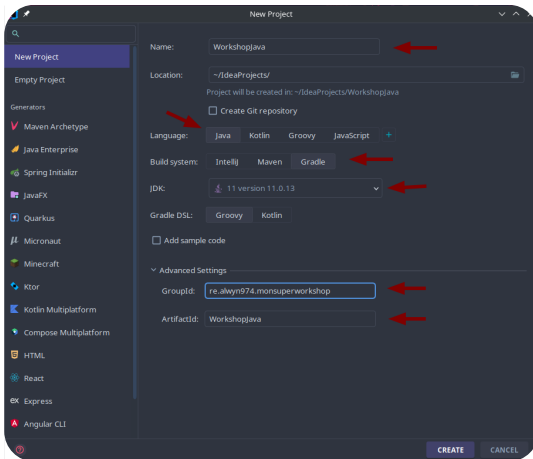 New Project
New Project
Empty Project
Generators
Maven Archetype
Java Enterprise
Spring Initializr
JavaFX
Quarkus
Micronaut
Minecraft
Ktor
Kotlin Multiplatform
Compose Multiplatform
HTML
React
ex Express
Angular CLI
Name: WorkshopJava
Location: ~/IdeaProjects/
Project will be created in: ~/IdeaProjects/WorkshopJava
Create Git repository
Language: Java Kotlin Groovy JavaScript +
Build system: IntelliJ Maven Gradle
JDK: 11 version 11.0.13
Gradle DSL: Groovy Kotlin
Add sample code
Advanced Settings
GroupId: re.alwyn974.monsuperworkshop
ArtifactId: WorkshopJava
? CREATE CANCEL